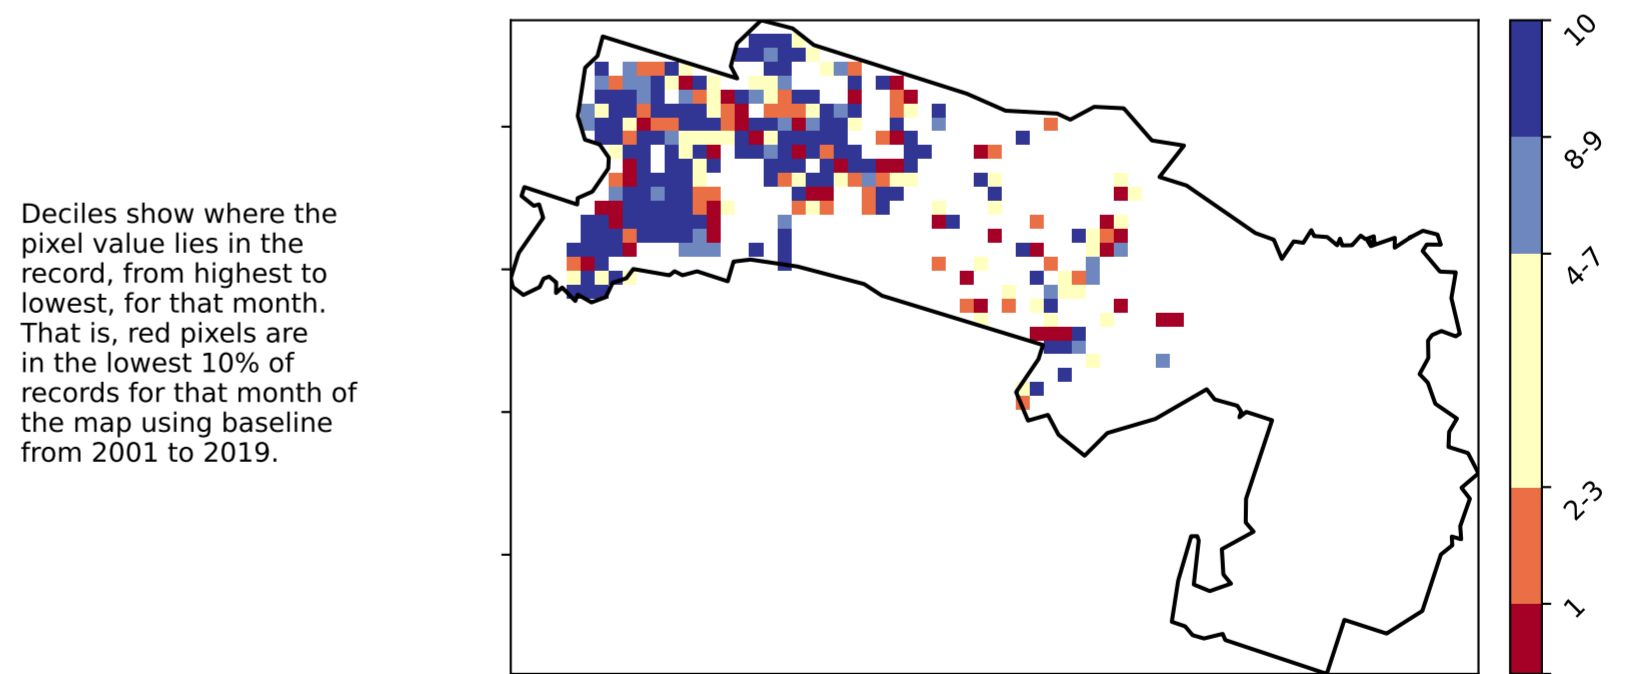 Deciles show where the
pixel value lies in the
record, from highest to
lowest, for that month.
That is, red pixels are
in the lowest 10% of
records for that month of
the map using baseline
from 2001 to 2019.
10
8-9
4-7
2-3
1